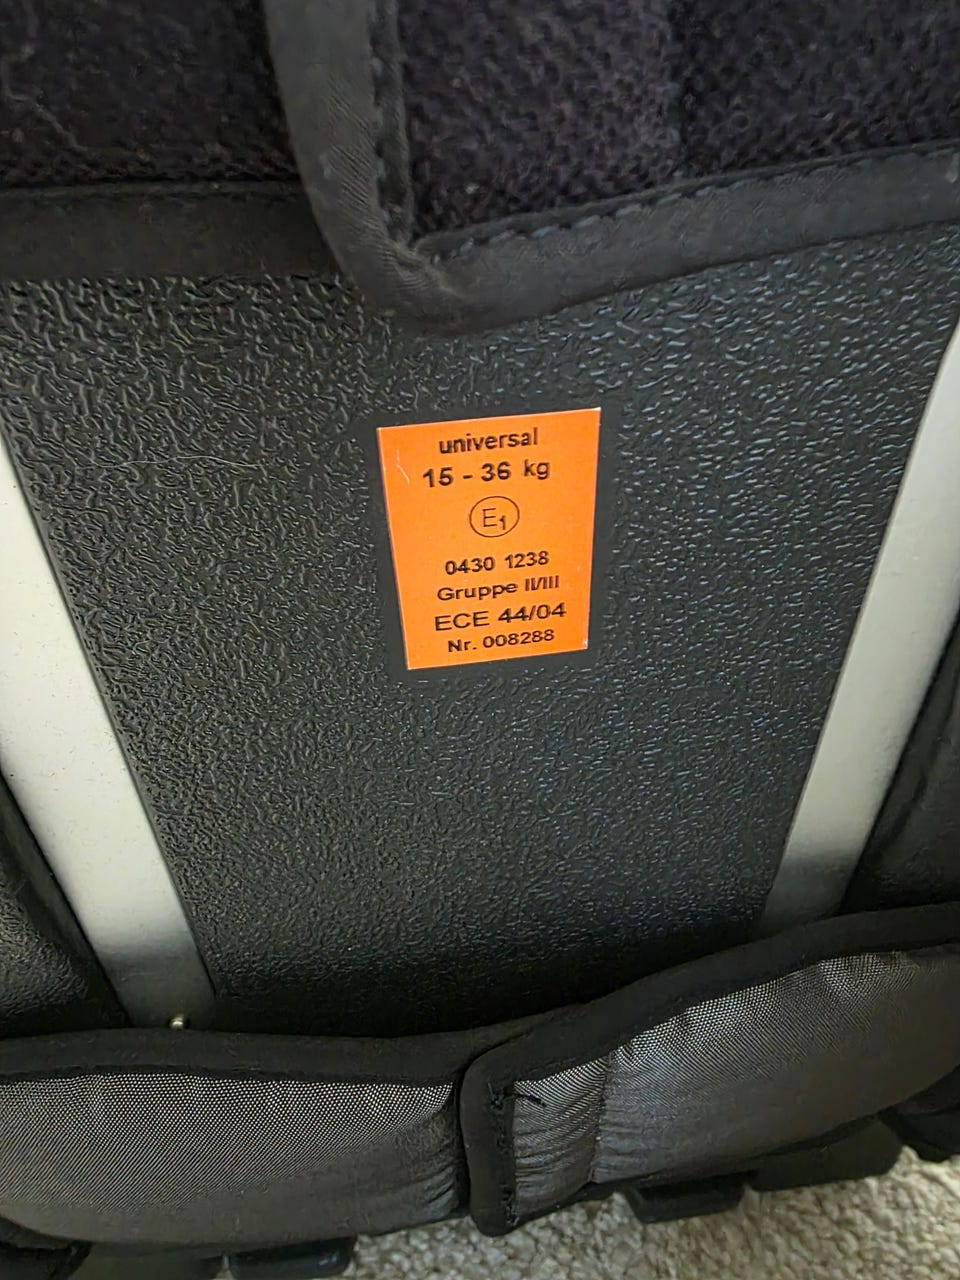 universal
15 - 36 kg
E1
0430 1238
Gruppe II/III
ECE 44/04
Nr. 008288